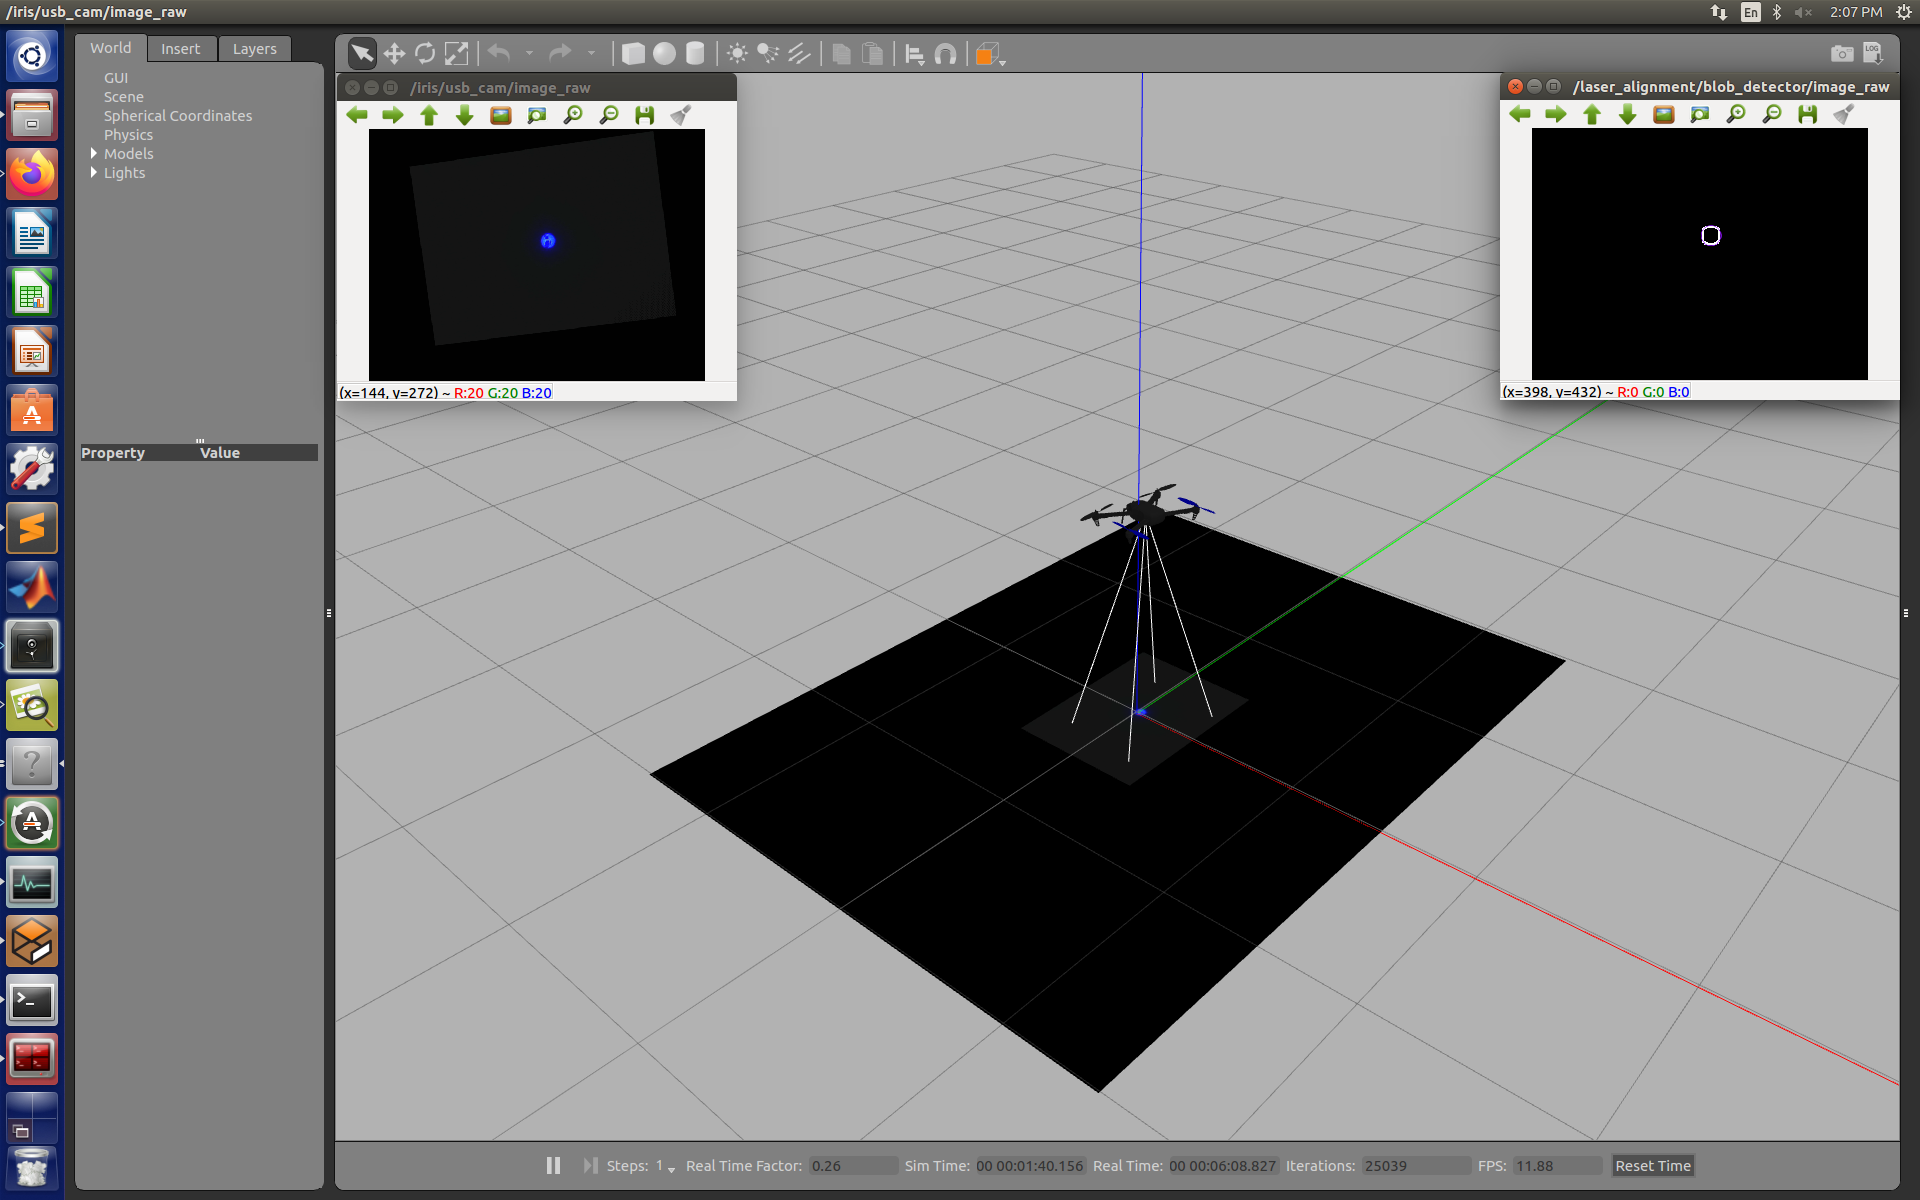 /iris/usb_cam/image_raw
En
2:07 PM
World
Insert
Layers
LOG
GUI
Scene
Spherical Coordinates
Physics
Models
Lights
Property
Value
/iris/usb_cam/image_raw
(x=144, y=272) ~ R:20 G:20 B:20
/laser_alignment/blob_detector/image_raw
(x=398, y=432) ~ R:0 G:0 B:0
Steps: 1
Real Time Factor: 0.26
Sim Time: 00 00:01:40.156
Real Time: 00 00:06:08.827
Iterations: 25039
FPS: 11.88
Reset Time